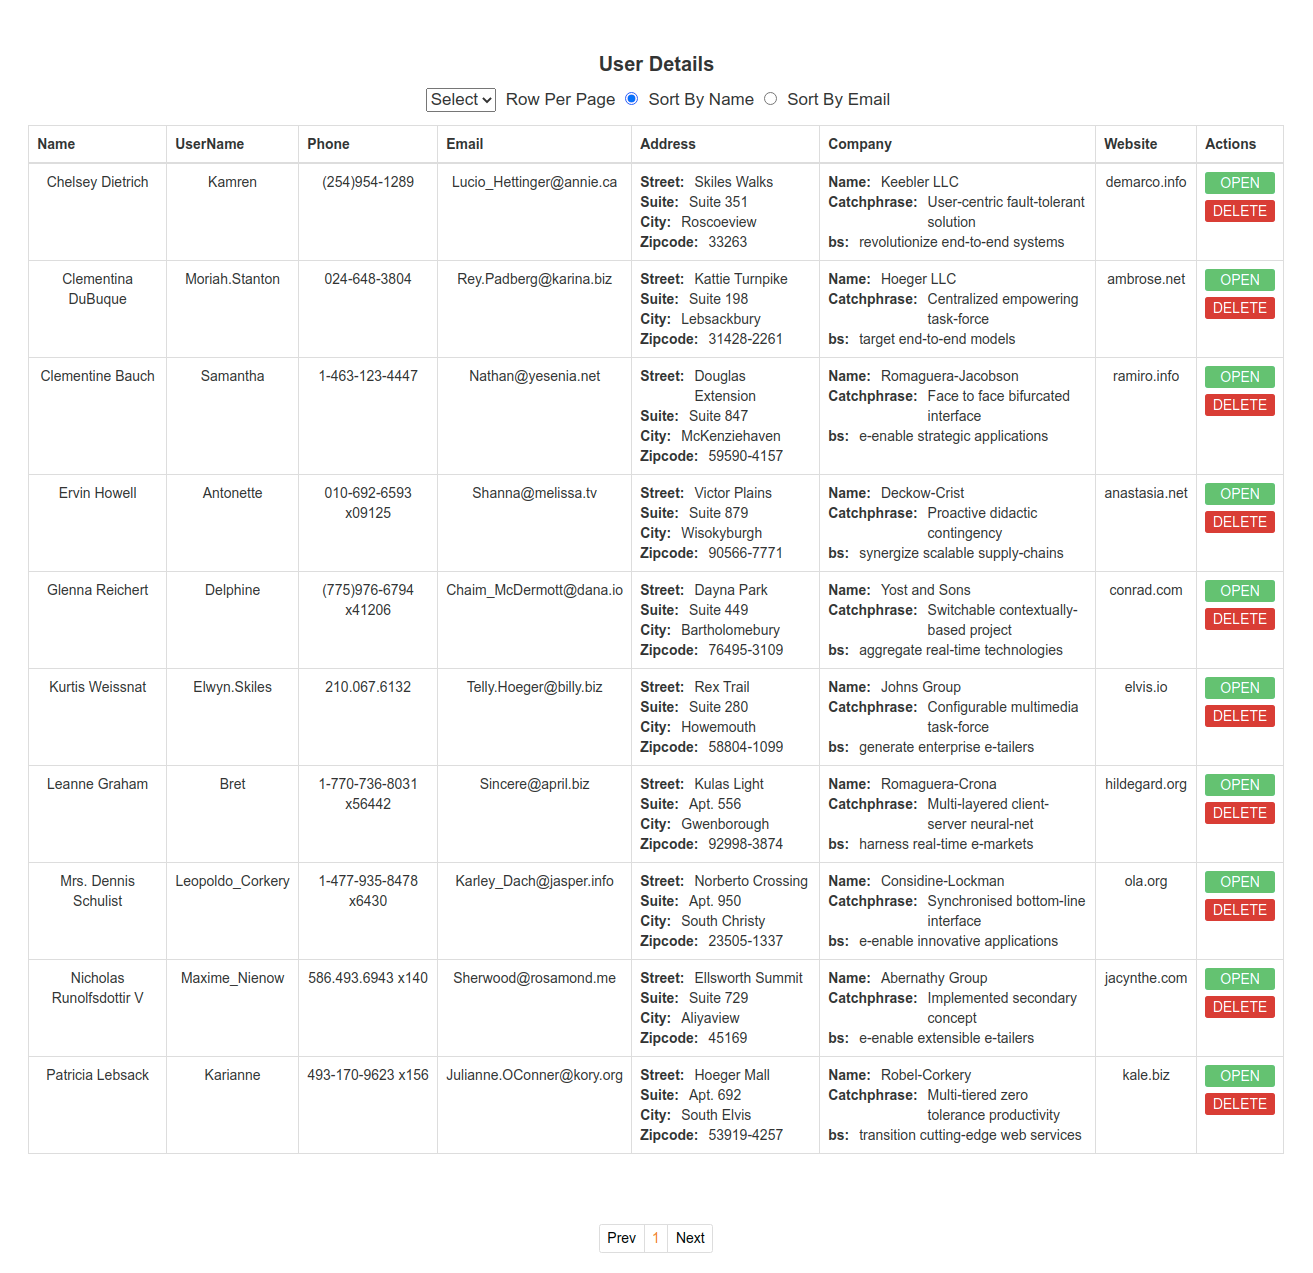 User Details
Select Row Per Page Sort By Name Sort By Email
Name UserName Phone Email Address Company Website Actions
Chelsey Dietrich Kamren (254)954-1289 Lucio_Hettinger@annie.ca Street: Skiles Walks Name: Keebler LLC demarco.info OPEN
Suite: Suite 351 Catchphrase: User-centric fault-tolerant DELETE
City: Roscoeview solution
Zipcode: 33263 bs: revolutionize end-to-end systems
Clementina Moriah.Stanton 024-648-3804 Rey.Padberg@karina.biz Street: Kattie Turnpike Name: Hoeger LLC ambrose.net OPEN
DuBuque Suite: Suite 198 Catchphrase: Centralized empowering DELETE
City: Lebsackbury task-force
Zipcode: 31428-2261 bs: target end-to-end models
Clementine Bauch Samantha 1-463-123-4447 Nathan@yesenia.net Street: Douglas Name: Romaguera-Jacobson ramiro.info OPEN
Extension Catchphrase: Face to face bifurcated DELETE
Suite: Suite 847 interface
City: McKenziehaven bs: e-enable strategic applications
Zipcode: 59590-4157
Ervin Howell Antonette 010-692-6593 Shanna@melissa.tv Street: Victor Plains Name: Deckow-Crist anastasia.net OPEN
x09125 Suite: Suite 879 Catchphrase: Proactive didactic DELETE
City: Wisokyburgh contingency
Zipcode: 90566-7771 bs: synergize scalable supply-chains
Glenna Reichert Delphine (775)976-6794 Chaim_McDermott@dana.io Street: Dayna Park Name: Yost and Sons conrad.com OPEN
x41206 Suite: Suite 449 Catchphrase: Switchable contextually- DELETE
City: Bartholomebury based project
Zipcode: 76495-3109 bs: aggregate real-time technologies
Kurtis Weissnat Elwyn.Skiles 210.067.6132 Telly.Hoeger@billy.biz Street: Rex Trail Name: Johns Group elvis.io OPEN
Suite: Suite 280 Catchphrase: Configurable multimedia DELETE
City: Howemouth task-force
Zipcode: 58804-1099 bs: generate enterprise e-tailers
Leanne Graham Bret 1-770-736-8031 Sincere@april.biz Street: Kulas Light Name: Romaguera-Crona hildegard.org OPEN
x56442 Suite: Apt. 556 Catchphrase: Multi-layered client- DELETE
City: Gwenborough server neural-net
Zipcode: 92998-3874 bs: harness real-time e-markets
Mrs. Dennis Leopoldo_Corkery 1-477-935-8478 Karley_Dach@jasper.info Street: Norberto Crossing Name: Considine-Lockman ola.org OPEN
Schulist x6430 Suite: Apt. 950 Catchphrase: Synchronised bottom-line DELETE
City: South Christy interface
Zipcode: 23505-1337 bs: e-enable innovative applications
Nicholas Maxime_Nienow 586.493.6943 x140 Sherwood@rosamond.me Street: Ellsworth Summit Name: Abernathy Group jacynthe.com OPEN
Runolfsdottir V Suite: Suite 729 Catchphrase: Implemented secondary DELETE
City: Aliyaview concept
Zipcode: 45169 bs: e-enable extensible e-tailers
Patricia Lebsack Karianne 493-170-9623 x156 Julianne.OConner@kory.org Street: Hoeger Mall Name: Robel-Corkery kale.biz OPEN
Suite: Apt. 692 Catchphrase: Multi-tiered zero DELETE
City: South Elvis tolerance productivity
Zipcode: 53919-4257 bs: transition cutting-edge web services
Prev 1 Next